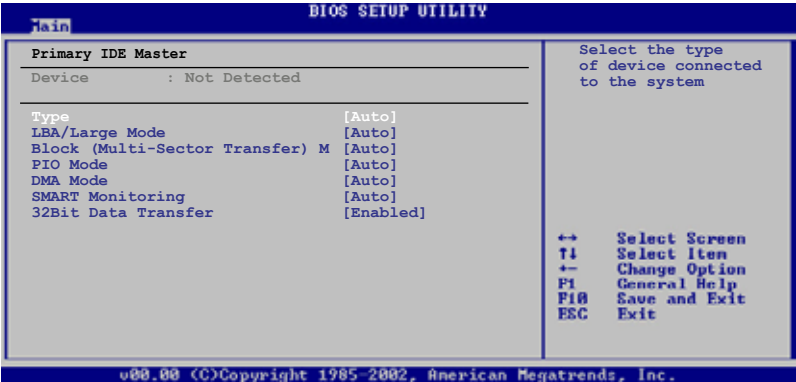 BIOS SETUP UTILITY
Main
Primary IDE Master
Device : Not Detected
Type [Auto]
LBA/Large Mode [Auto]
Block (Multi-Sector Transfer) M [Auto]
PIO Mode [Auto]
DMA Mode [Auto]
SMART Monitoring [Auto]
32Bit Data Transfer [Enabled]
Select the type
of device connected
to the system
↔ Select Screen
↑↓ Select Item
+- Change Option
F1 General Help
F10 Save and Exit
ESC Exit
v00.00 (C)Copyright 1985-2002, American Megatrends, Inc.